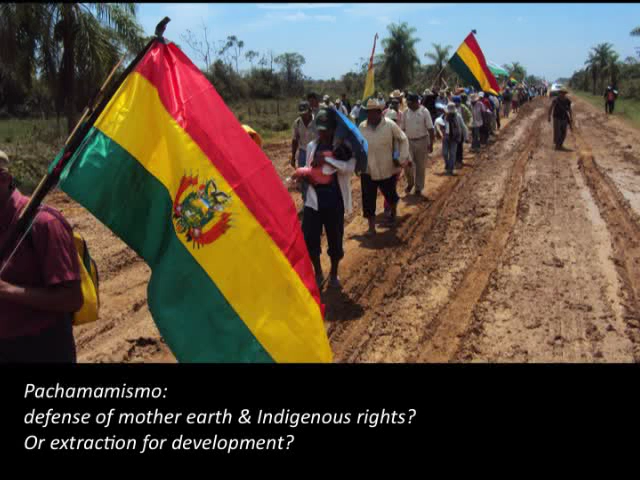 Pachamamismo:
defense of mother earth & Indigenous rights?
Or extraction for development?